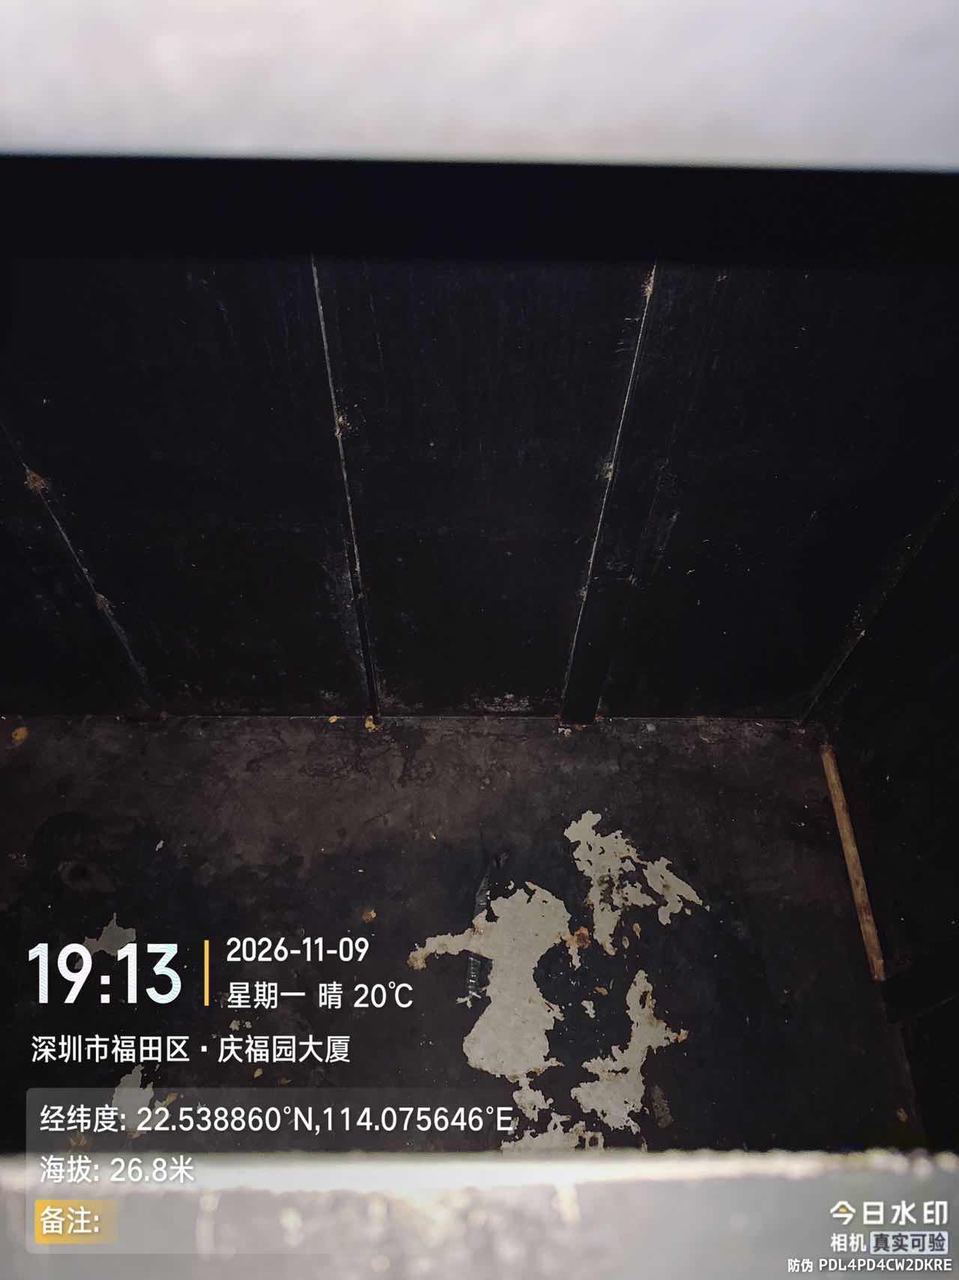 19:13
2026-11-09
星期一 晴 20℃
深圳市福田区·庆福园大厦
经纬度: 22.538860°N,114.075646°E
海拔: 26.8米
备注:
今日水印
相机 真实可验
防伪 PDL4PD4CW2DKRE